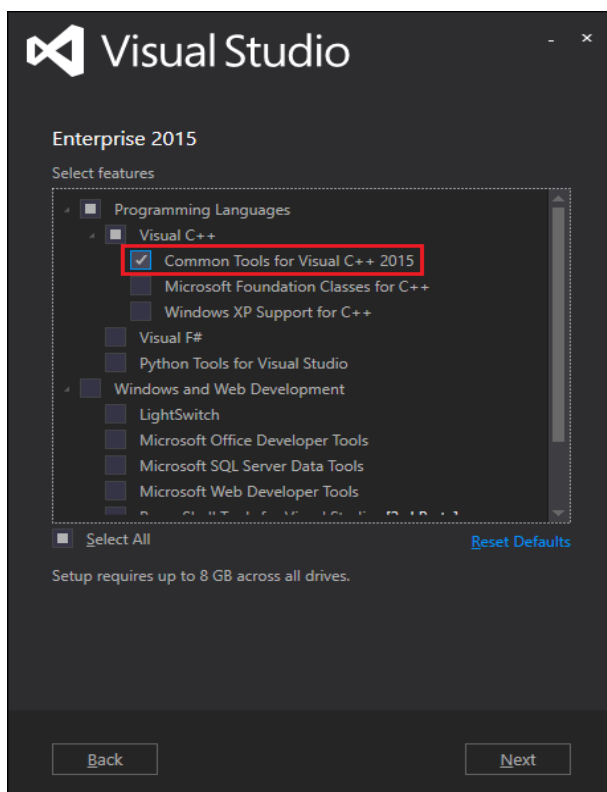 Visual Studio
Enterprise 2015
Select features
Programming Languages
Visual C++
Common Tools for Visual C++ 2015
Microsoft Foundation Classes for C++
Windows XP Support for C++
Visual F#
Python Tools for Visual Studio
Windows and Web Development
LightSwitch
Microsoft Office Developer Tools
Microsoft SQL Server Data Tools
Microsoft Web Developer Tools
Select All
Reset Defaults
Setup requires up to 8 GB across all drives.
Back
Next